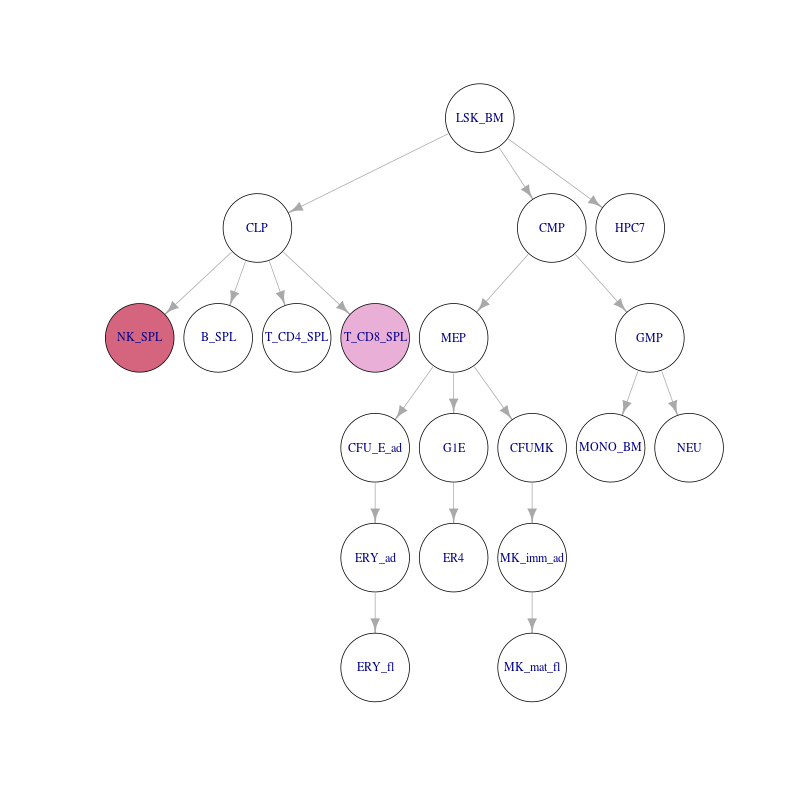 LSK_BM
CLP
CMP
HPC7
NK_SPL
B_SPL
T_CD4_SPL
T_CD8_SPL
MEP
GMP
CFU_E_ad
G1E
CFUMK
MONO_BM
NEU
ERY_ad
ER4
MK_imm_ad
ERY_fl
MK_mat_fl